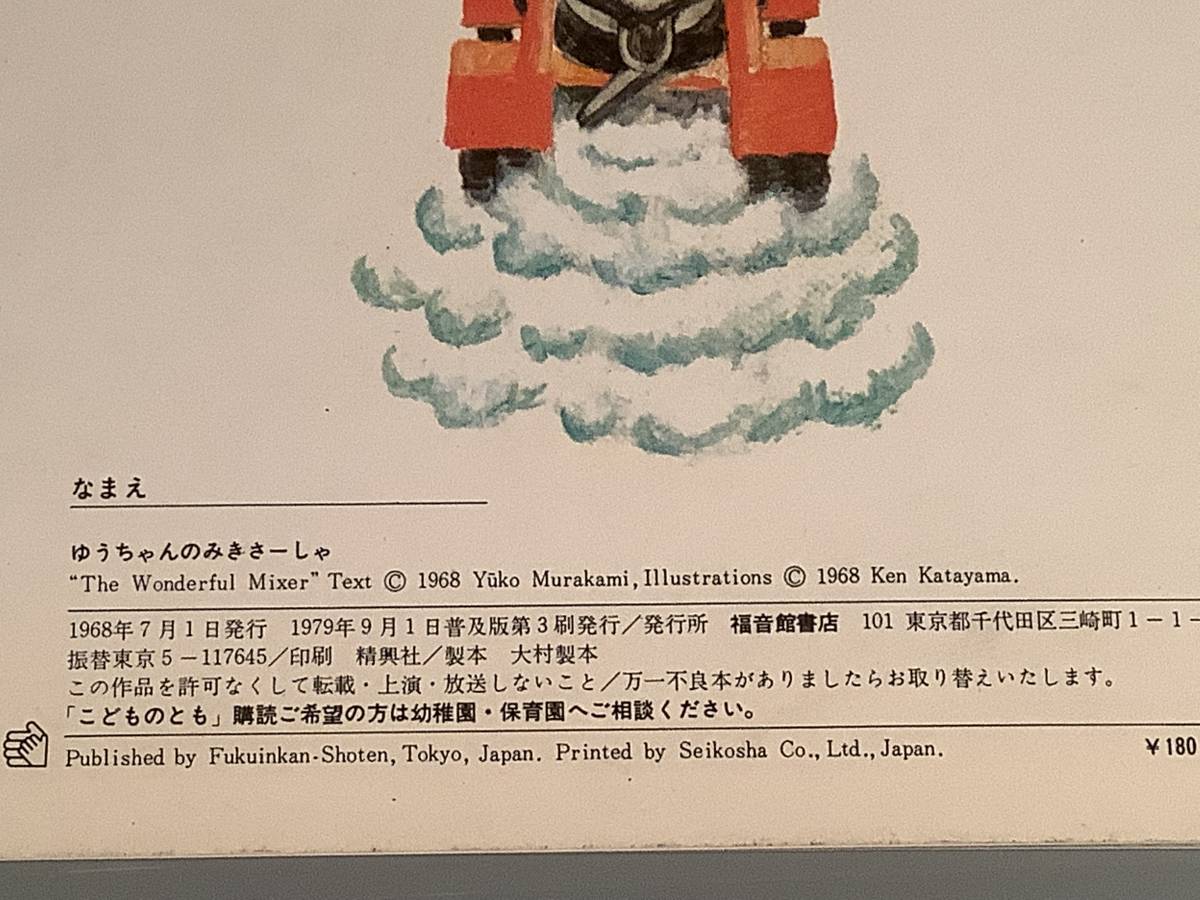 なまえ
ゆうちゃんのみきさーしゃ
“The Wonderful Mixer” Text © 1968 Yūko Murakami, Illustrations © 1968 Ken Katayama.
1968年7月1日発行　1979年9月1日普及版第3刷発行／発行所　福音館書店　101 東京都千代田区三崎町1－1－
振替東京5－117645／印刷　精興社／製本　大村製本
この作品を許可なくして転載・上演・放送しないこと／万一不良本がありましたらお取り替えいたします。
「こどものとも」購読ご希望の方は幼稚園・保育園へご相談ください。
Published by Fukuinkan-Shoten, Tokyo, Japan. Printed by Seikosha Co., Ltd., Japan.　￥180